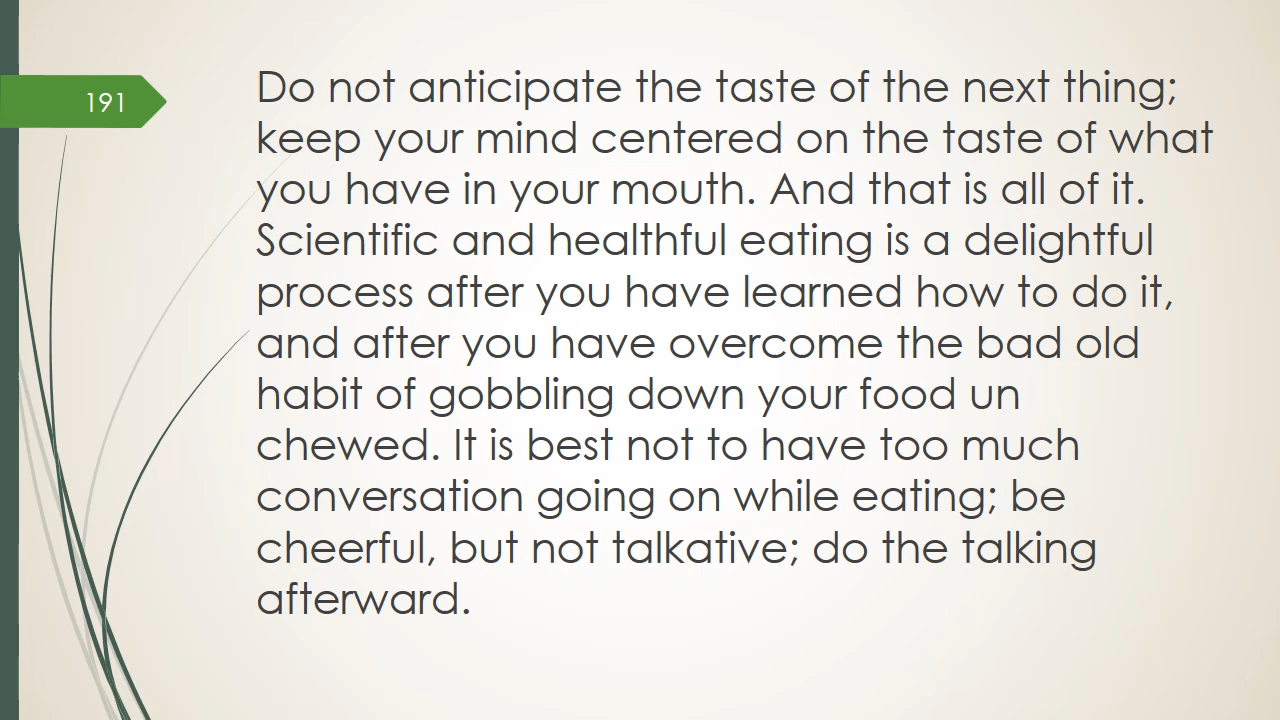 191
Do not anticipate the taste of the next thing;
keep your mind centered on the taste of what
you have in your mouth. And that is all of it.
Scientific and healthful eating is a delightful
process after you have learned how to do it,
and after you have overcome the bad old
habit of gobbling down your food un
chewed. It is best not to have too much
conversation going on while eating; be
cheerful, but not talkative; do the talking
afterward.